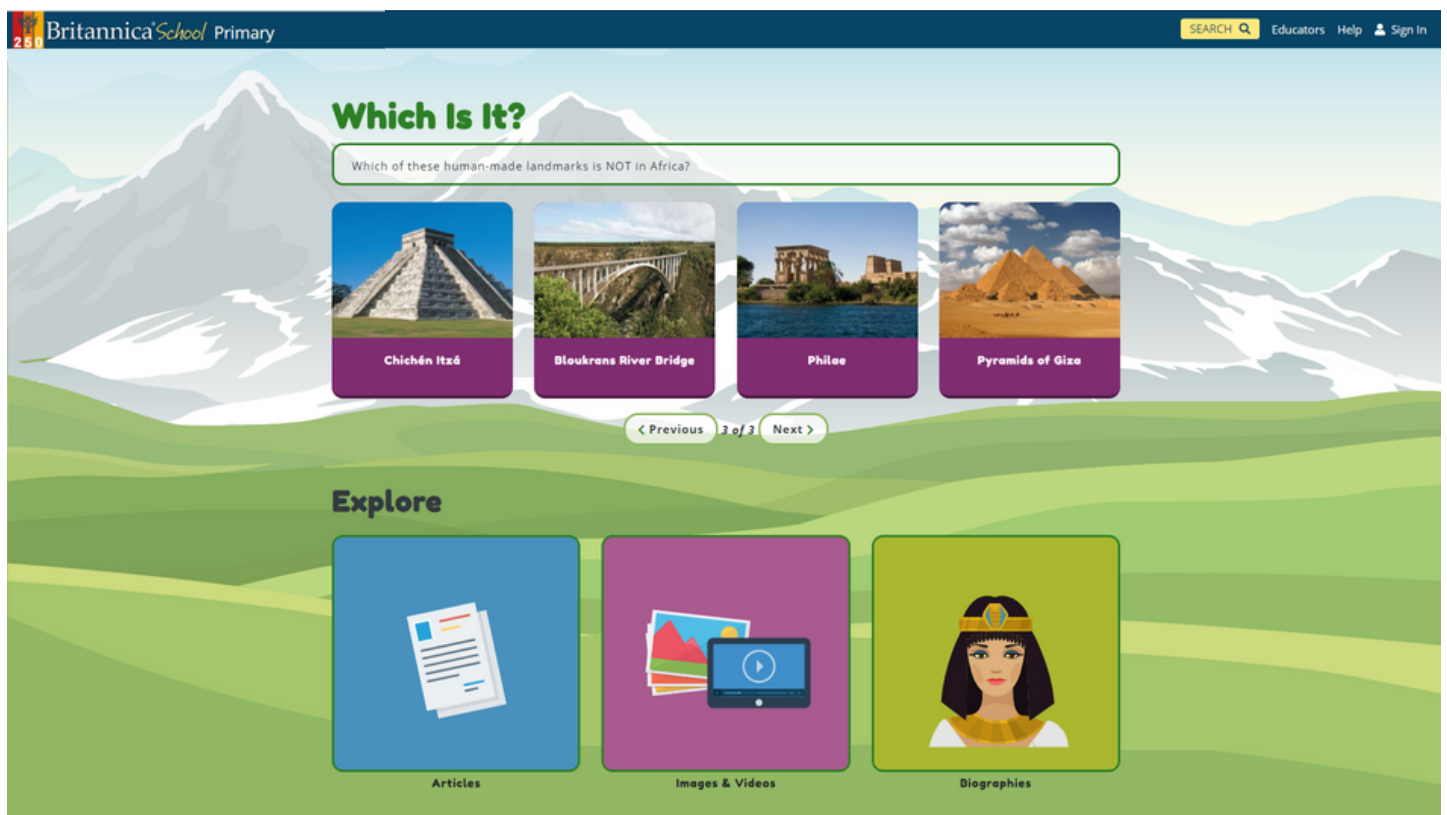 250 Britannica School Primary
SEARCH Educators Help Sign In
Which Is It?
Which of these human-made landmarks is NOT in Africa?
Chichén Itzá
Bloukrans River Bridge
Philae
Pyramids of Giza
Previous 3 of 3 Next
Explore
Articles
Images & Videos
Biographies